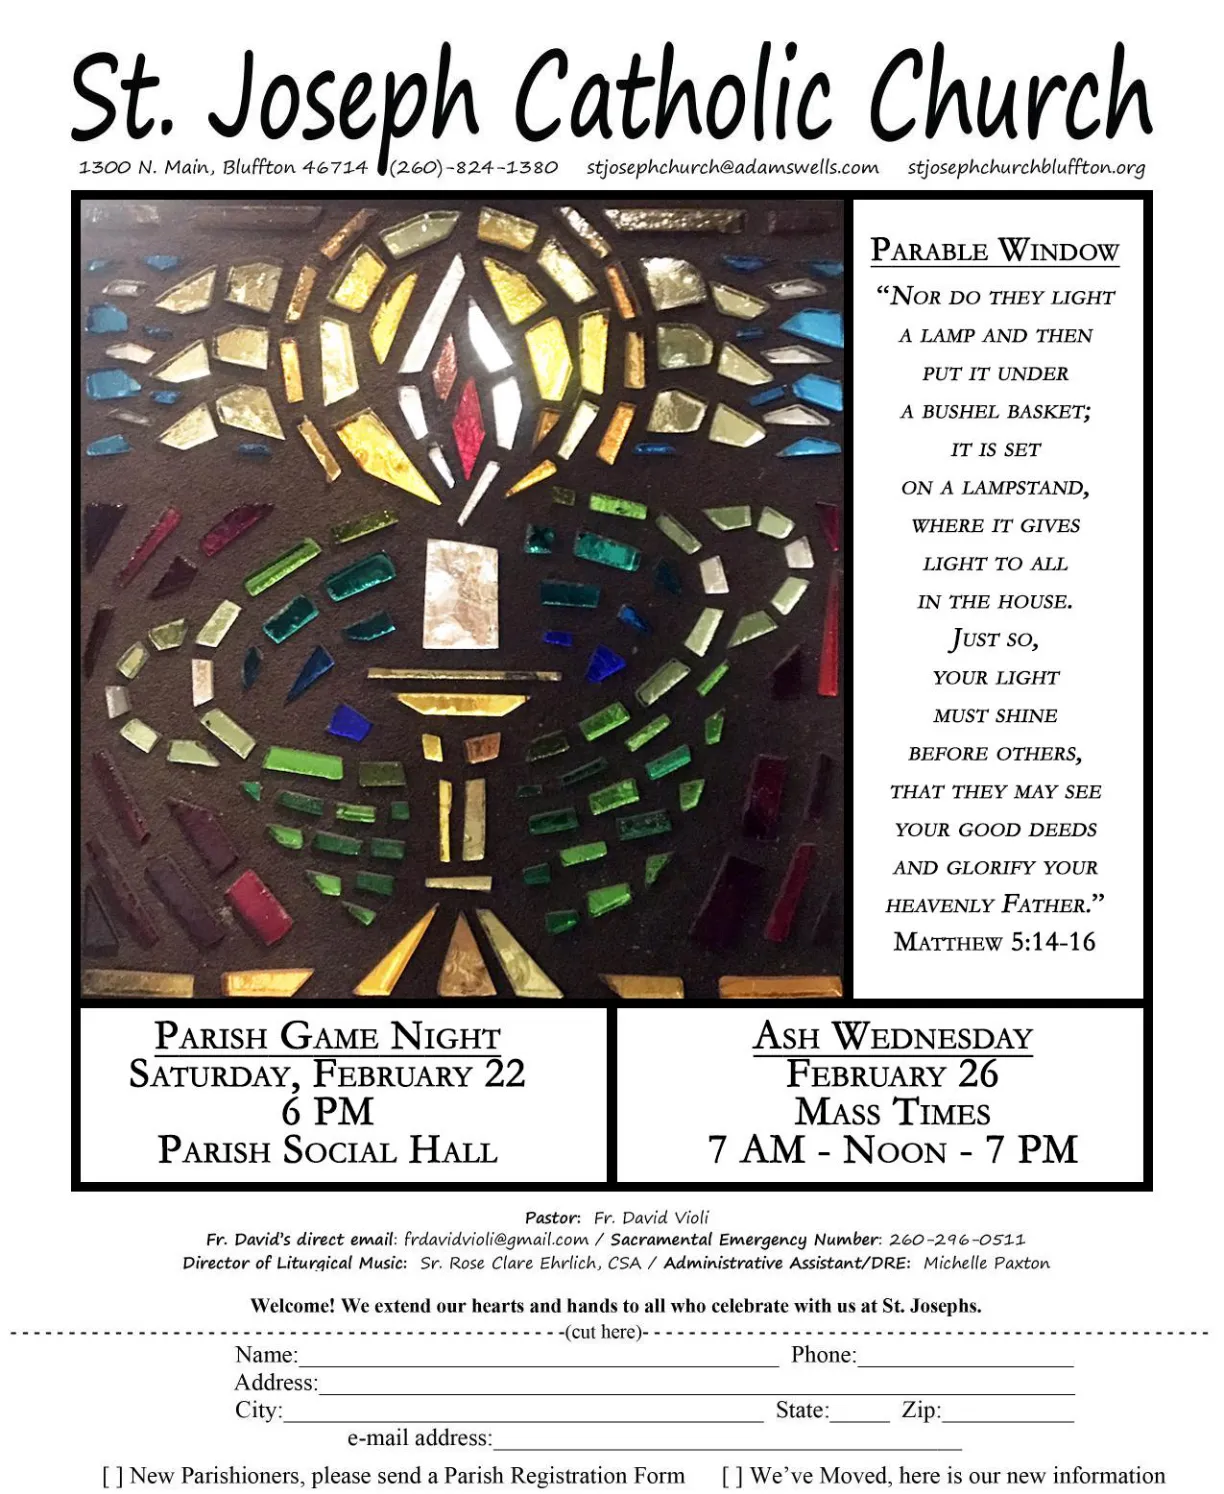 St. Joseph Catholic Church
1300 N. Main, Bluffton 46714 (260)-824-1380 stjosephchurch@adamswells.com stjosephchurchbluffton.org
Parable Window
“Nor do they light
a lamp and then
put it under
a bushel basket;
it is set
on a lampstand,
where it gives
light to all
in the house.
Just so,
your light
must shine
before others,
that they may see
your good deeds
and glorify your
heavenly Father.”
Matthew 5:14-16
Parish Game Night
Saturday, February 22
6 PM
Parish Social Hall
Ash Wednesday
February 26
Mass Times
7 AM - Noon - 7 PM
Pastor: Fr. David Violi
Fr. David's direct email: frdavidvioli@gmail.com / Sacramental Emergency Number: 260-296-0511
Director of Liturgical Music: Sr. Rose Clare Ehrlich, CSA / Administrative Assistant/DRE: Michelle Paxton
Welcome! We extend our hearts and hands to all who celebrate with us at St. Josephs.
(cut here)
Name: Phone:
Address:
City: State: Zip:
e-mail address:
[ ] New Parishioners, please send a Parish Registration Form [ ] We’ve Moved, here is our new information